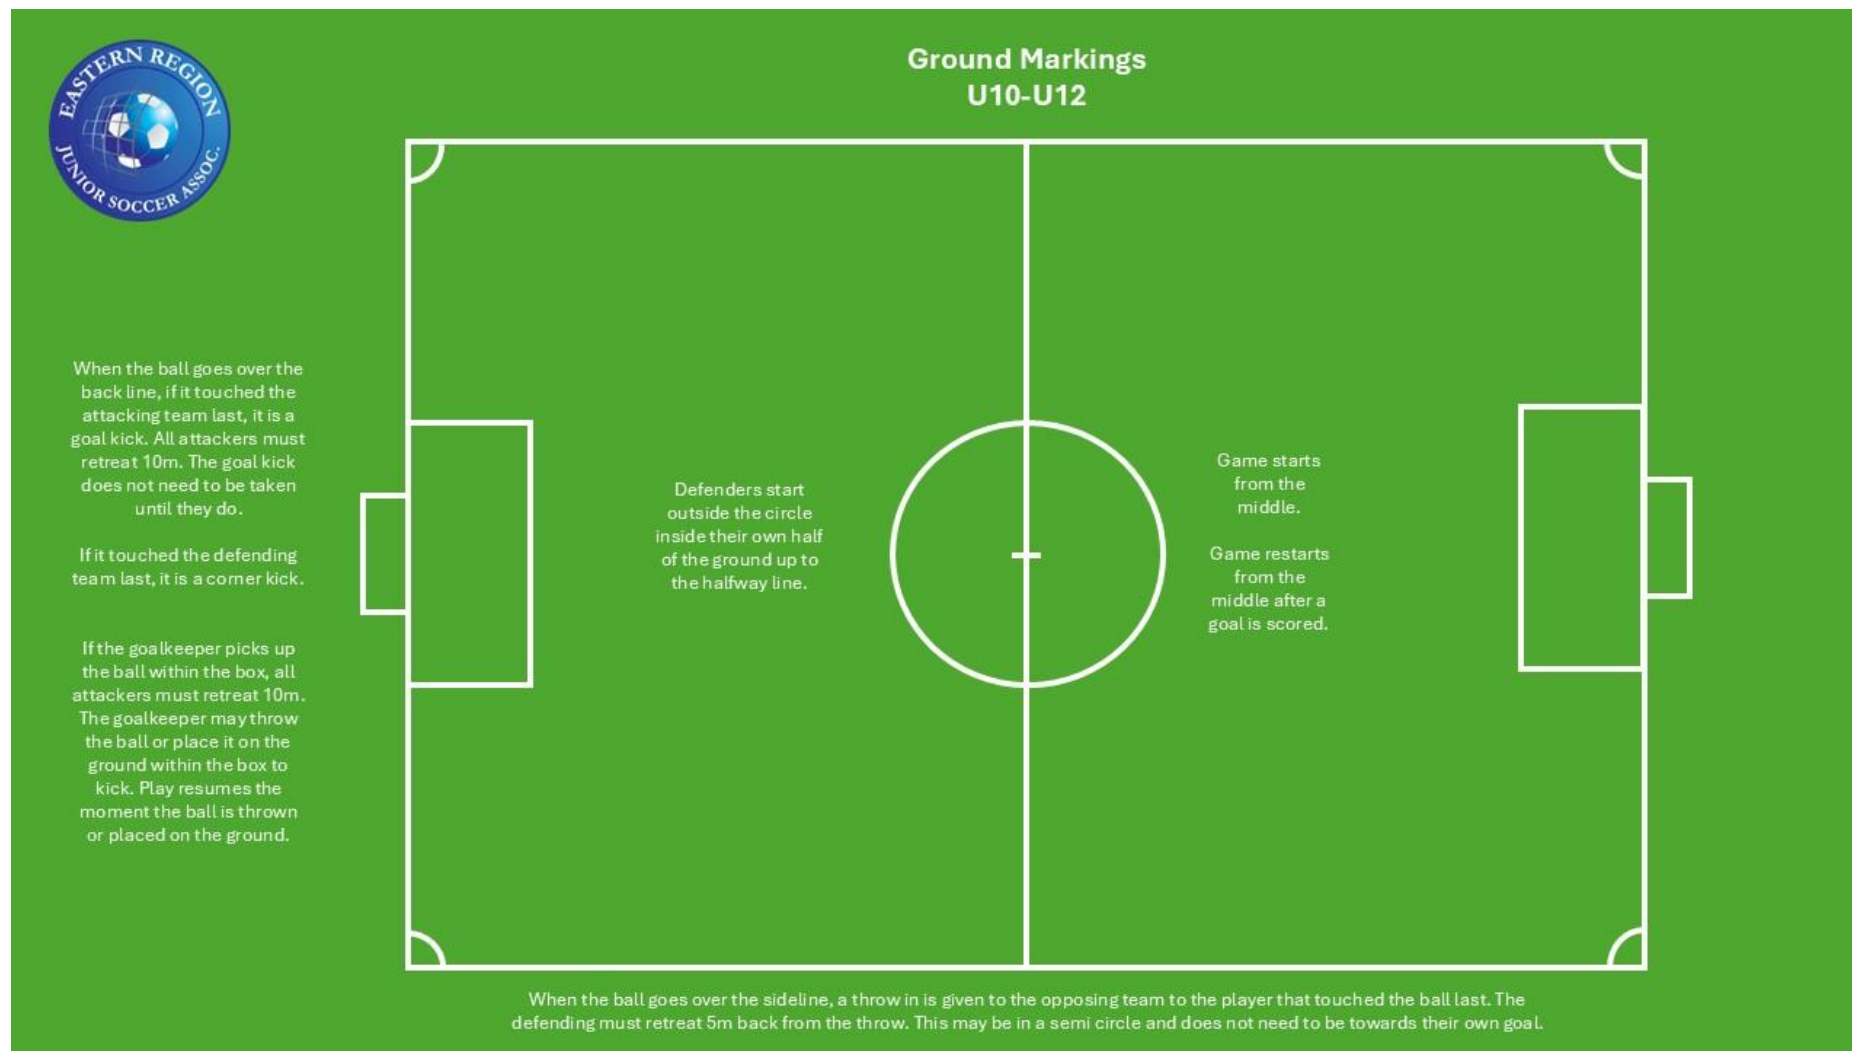 EASTERN REGION
JUNIOR SOCCER ASSOC.
Ground Markings
U10-U12
When the ball goes over the
back line, if it touched the
attacking team last, it is a
goal kick. All attackers must
retreat 10m. The goal kick
does not need to be taken
until they do.
If it touched the defending
team last, it is a corner kick.
If the goalkeeper picks up
the ball within the box, all
attackers must retreat 10m.
The goalkeeper may throw
the ball or place it on the
ground within the box to
kick. Play resumes the
moment the ball is thrown
or placed on the ground.
Defenders start
outside the circle
inside their own half
of the ground up to
the halfway line.
Game starts
from the
middle.
Game restarts
from the
middle after a
goal is scored.
When the ball goes over the sideline, a throw in is given to the opposing team to the player that touched the ball last. The
defending must retreat 5m back from the throw. This may be in a semi circle and does not need to be towards their own goal.